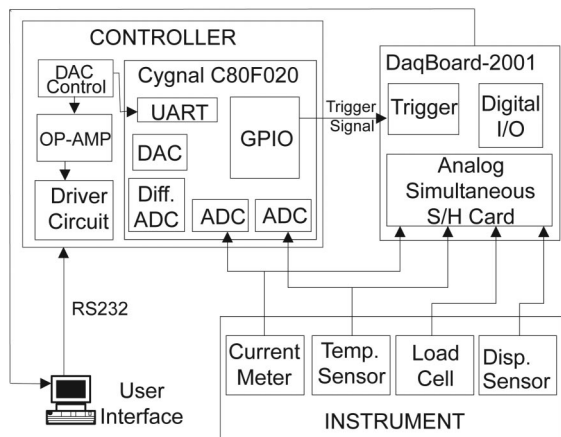 CONTROLLER
DAC
Control
OP-AMP
Driver
Circuit
Cygnal C80F020
UART
DAC
Diff.
ADC
GPIO
ADC
ADC
Trigger
Signal
DaqBoard-2001
Trigger
Digital
I/O
Analog
Simultaneous
S/H Card
RS232
User
Interface
Current
Meter
Temp.
Sensor
Load
Cell
Disp.
Sensor
INSTRUMENT